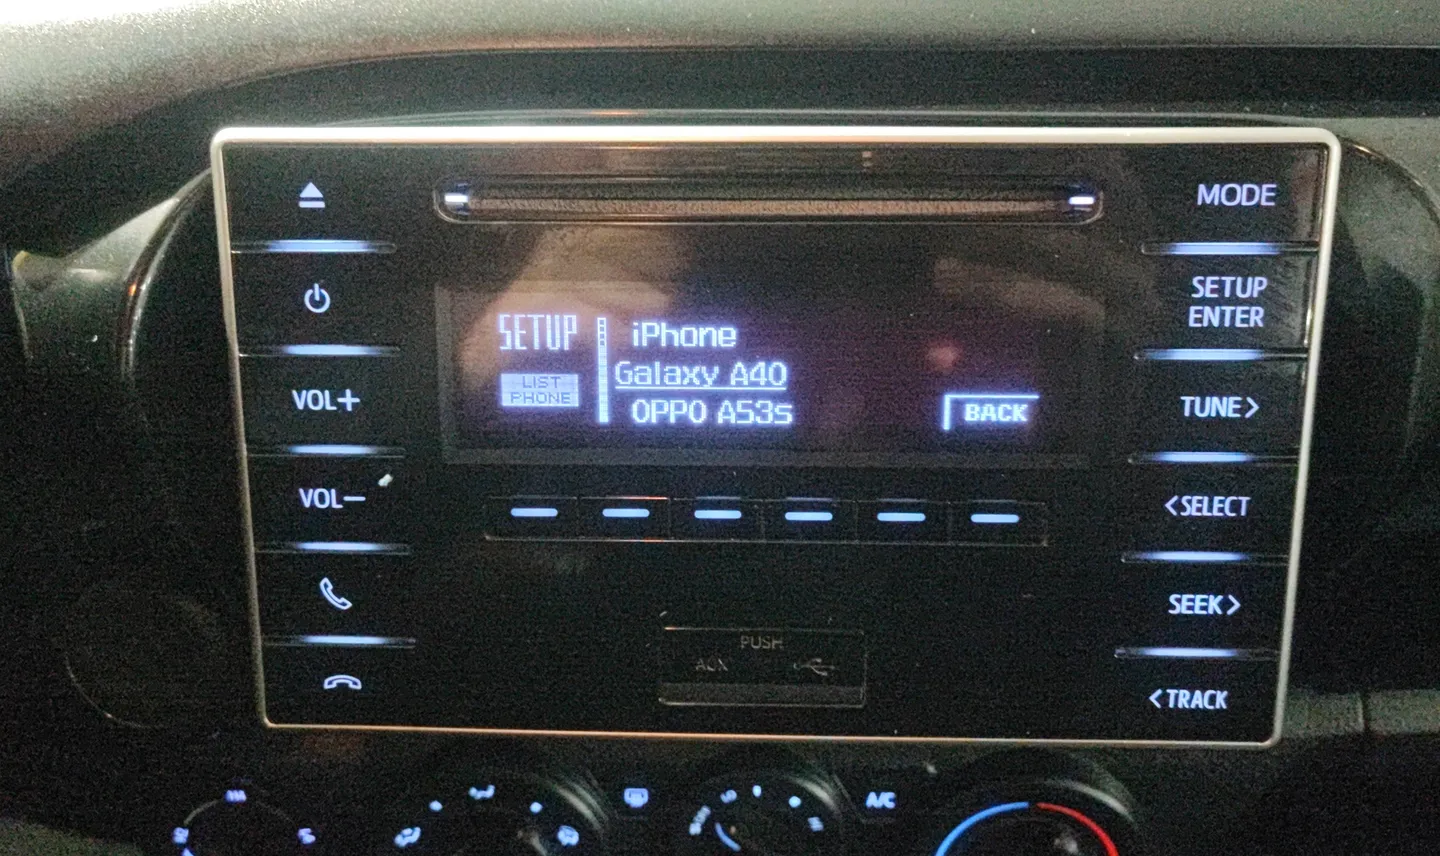 MODE
SETUP
ENTER
VOL+
TUNE>
SETUP
LIST
PHONE
iPhone
Galaxy A40
OPPO A53s
BACK
VOL−
<SELECT
SEEK>
PUSH
AUX
<TRACK
A/C